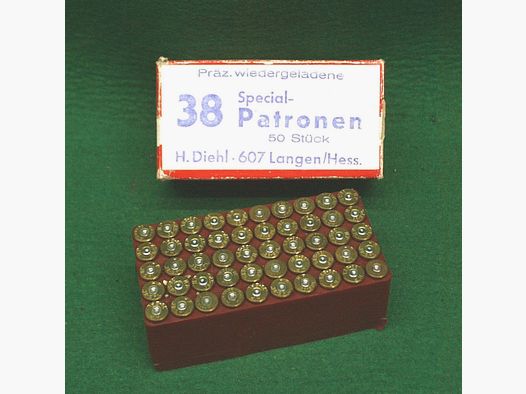 Präz. wiedergeladene
38 Special-
Patronen
50 Stück
H. Diehl · 607 Langen/Hess.